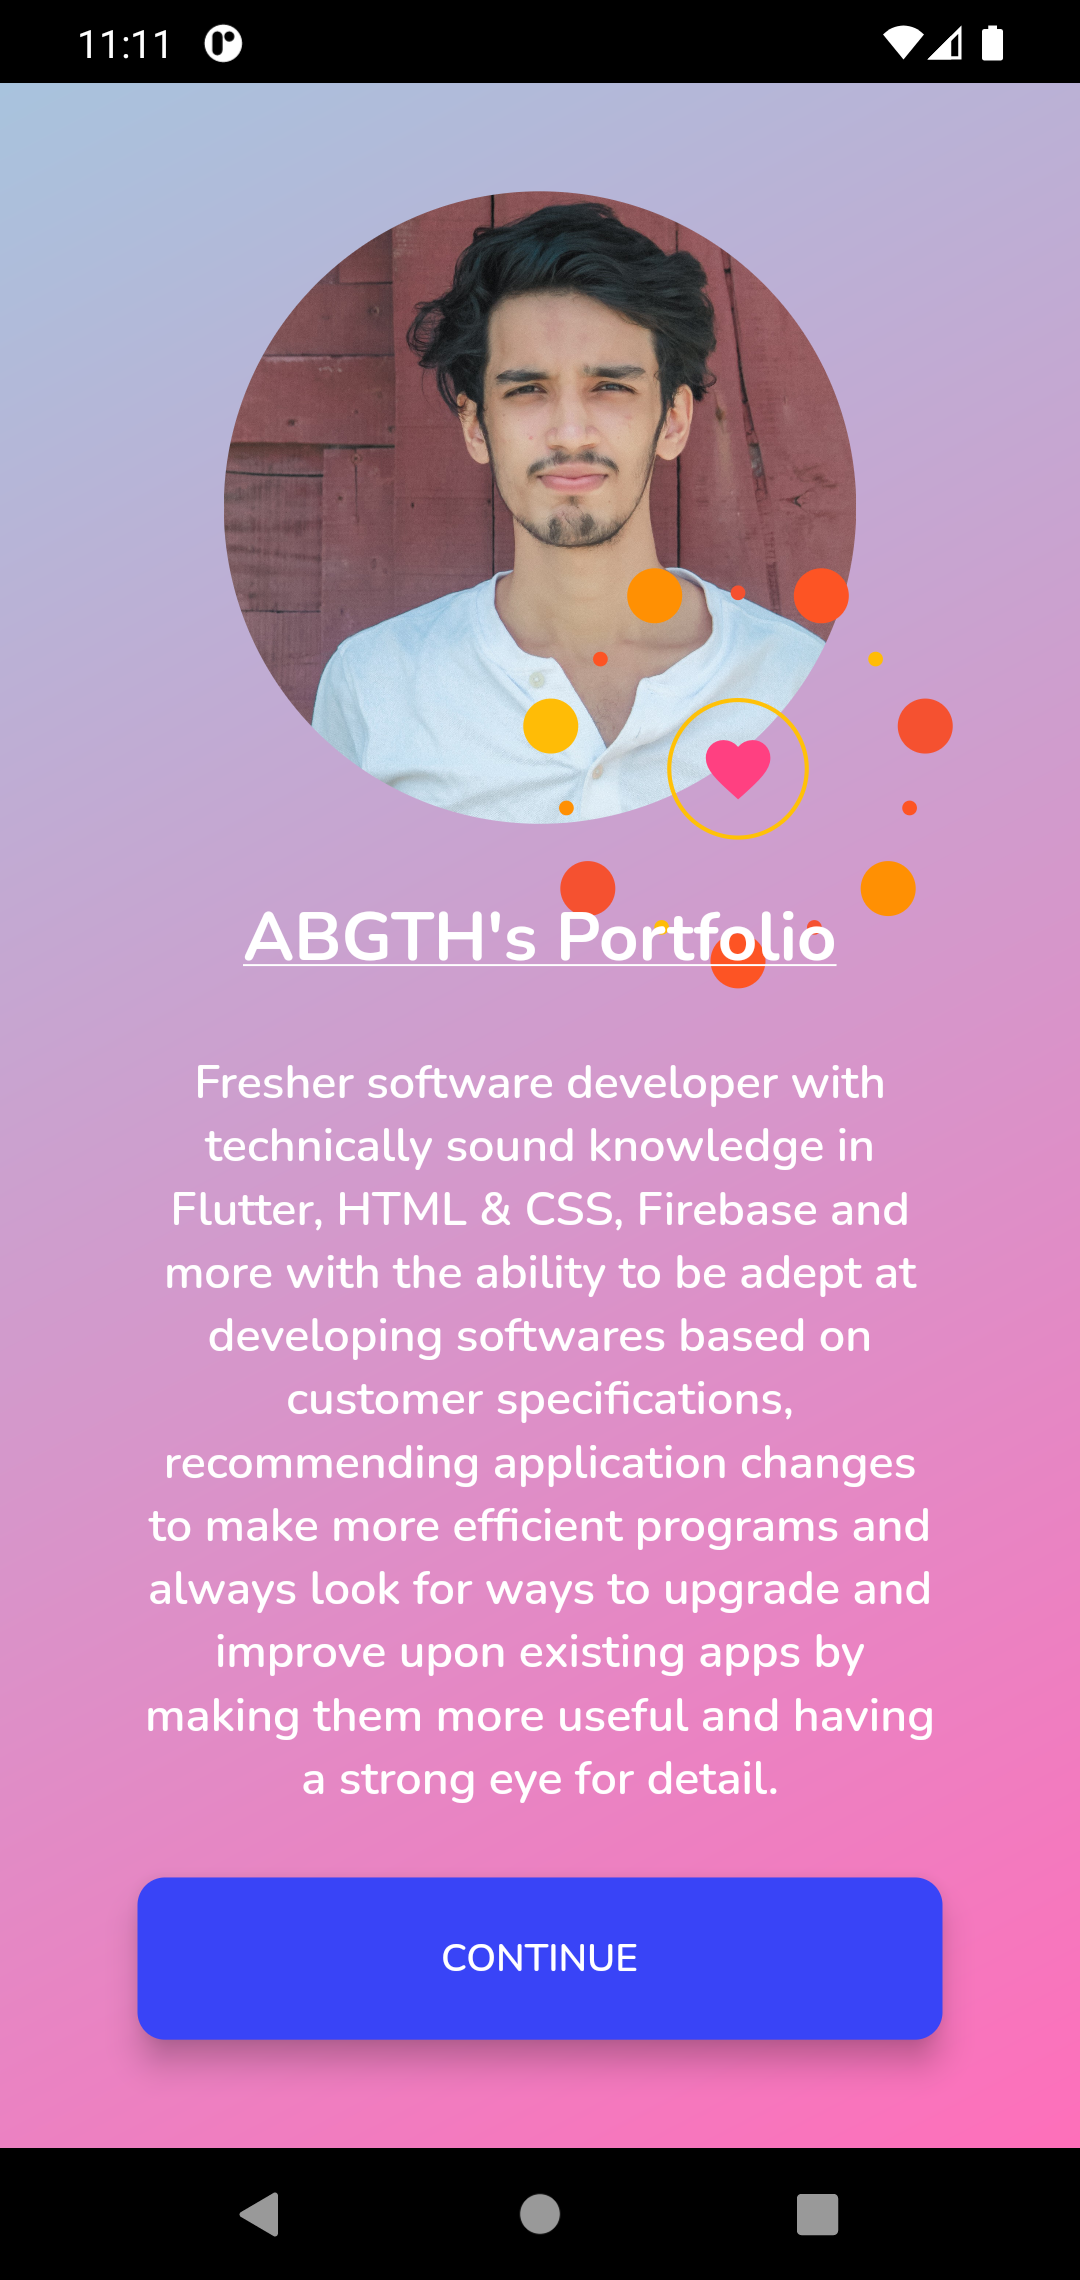 11:11
ABGTH's Portfolio
Fresher software developer with
technically sound knowledge in
Flutter, HTML & CSS, Firebase and
more with the ability to be adept at
developing softwares based on
customer specifications,
recommending application changes
to make more efficient programs and
always look for ways to upgrade and
improve upon existing apps by
making them more useful and having
a strong eye for detail.
CONTINUE